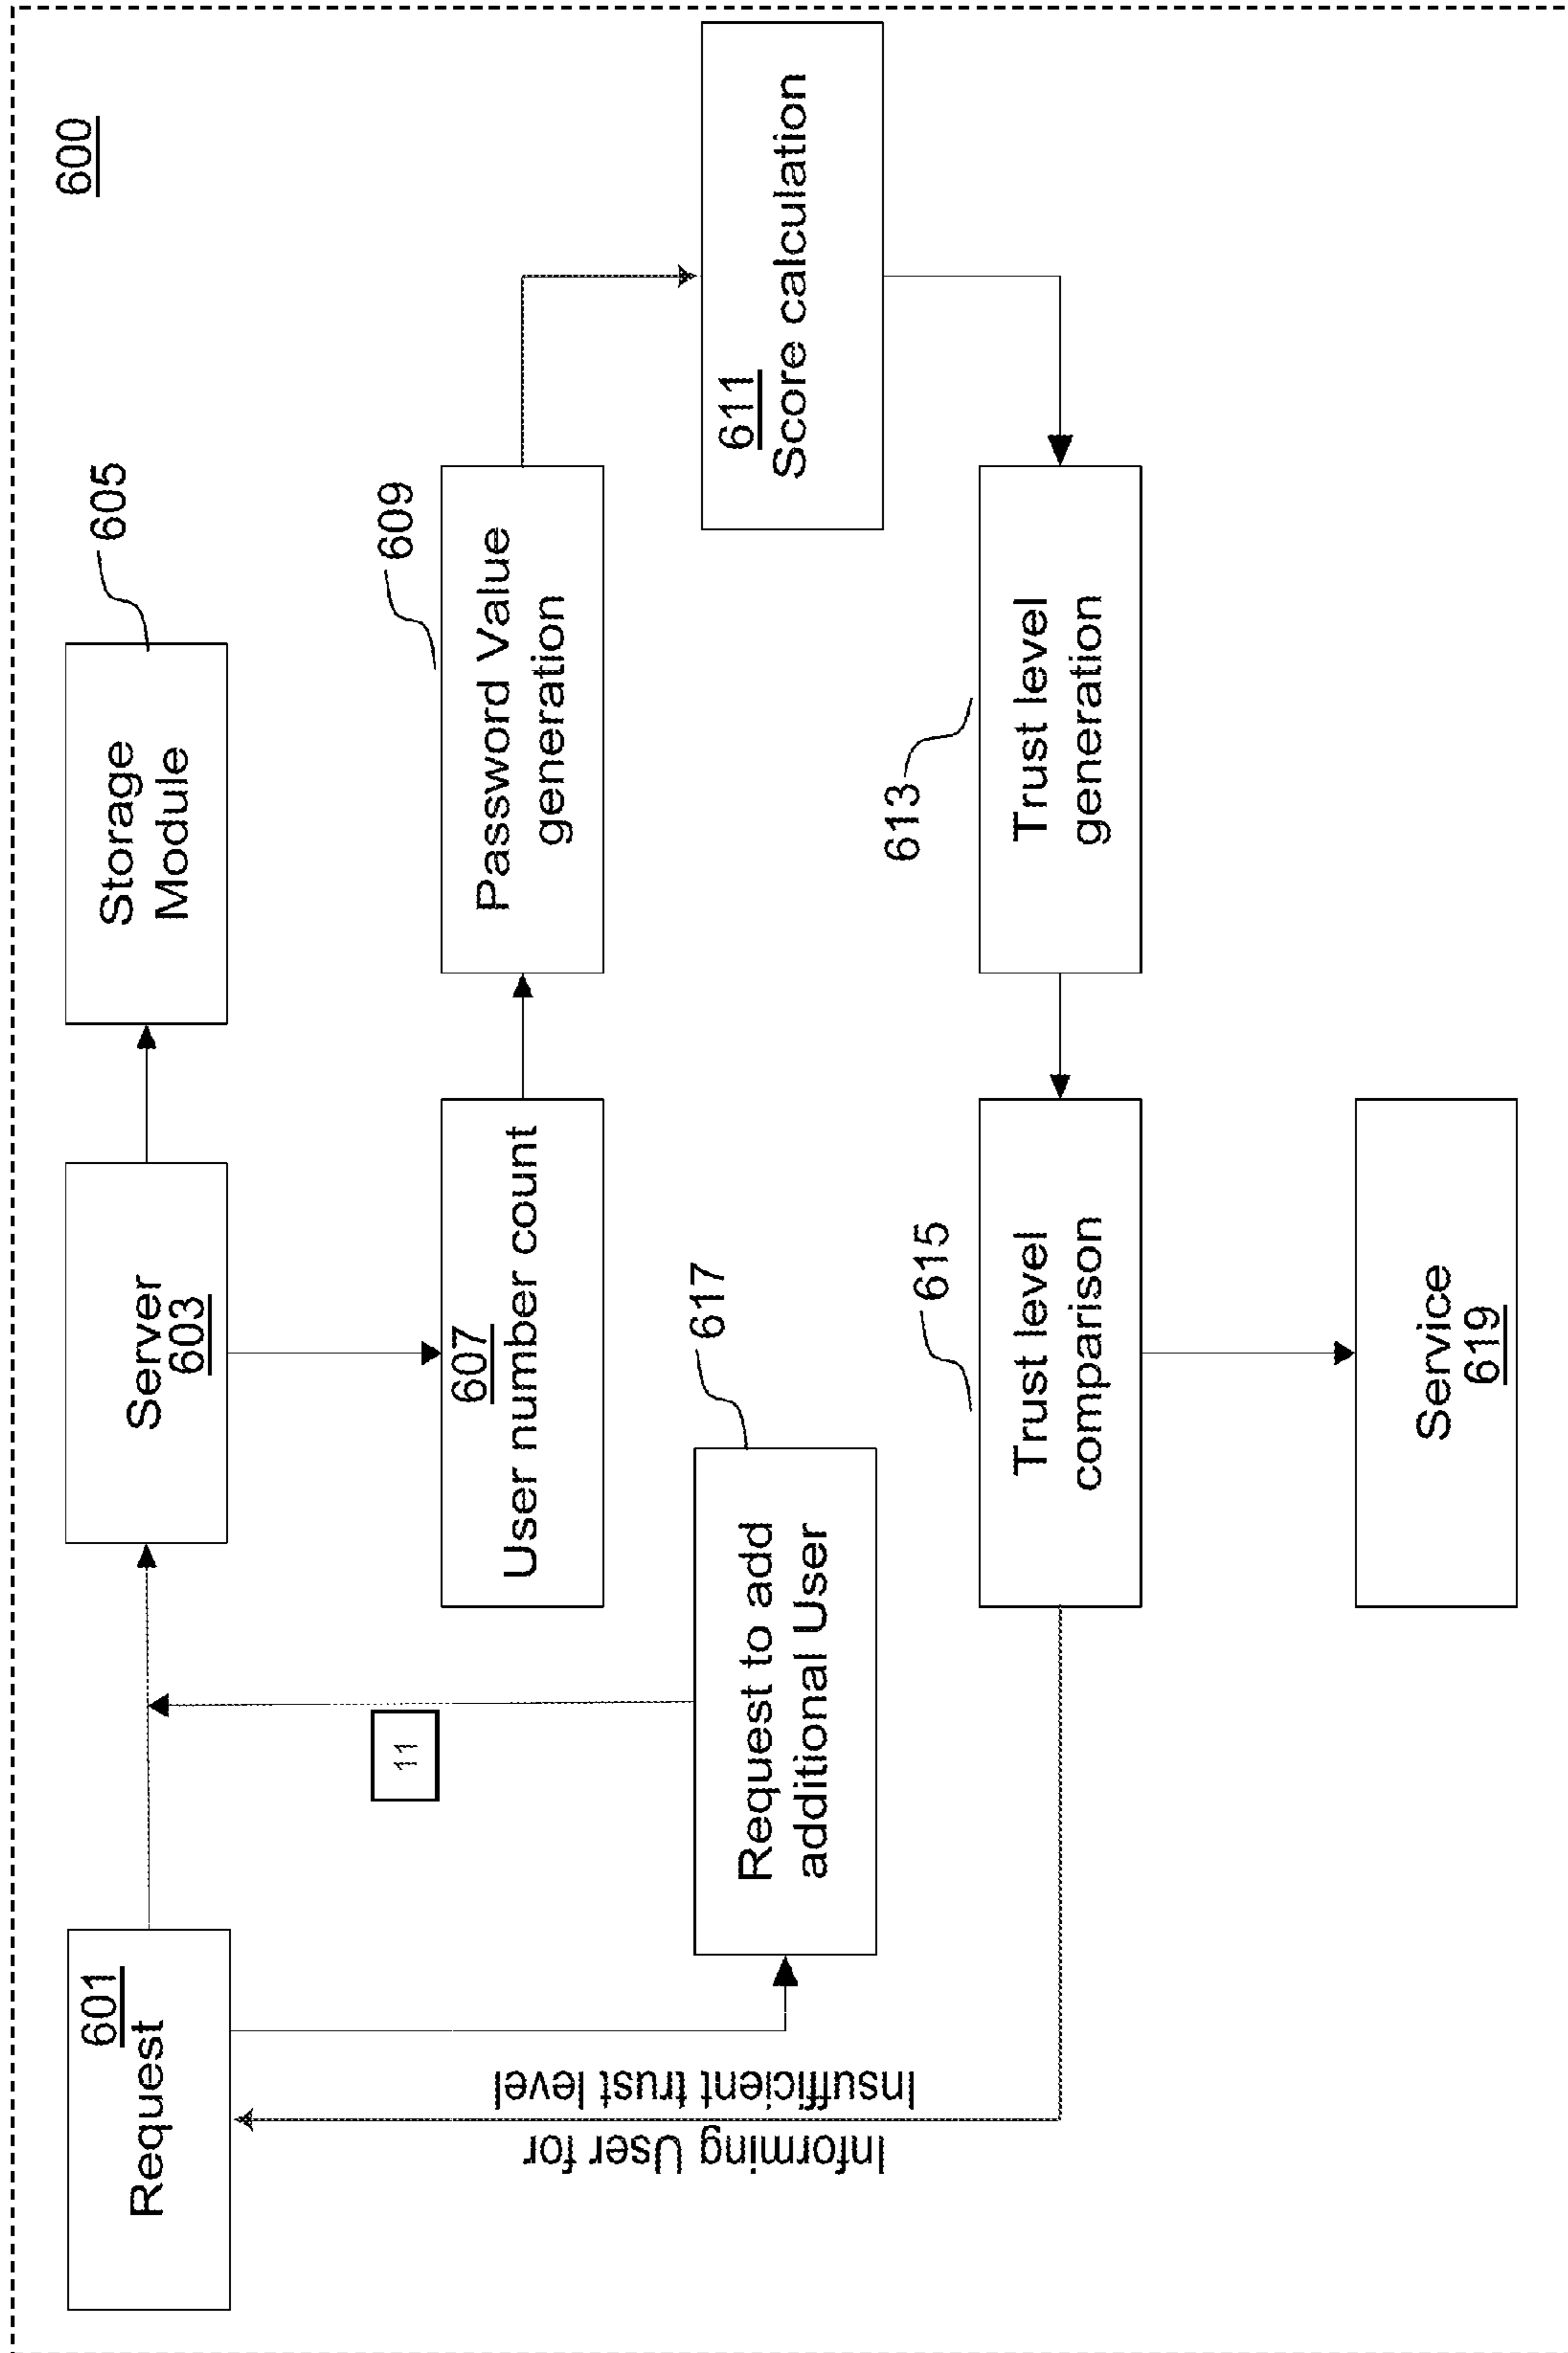 600
601
Request
Server
603
Storage
Module
605
607
User number count
Password Value
generation
609
611
Score calculation
11
Request to add
additional User
617
Informing User for
Insufficient trust level
Trust level
comparison
615
Trust level
generation
613
Service
619